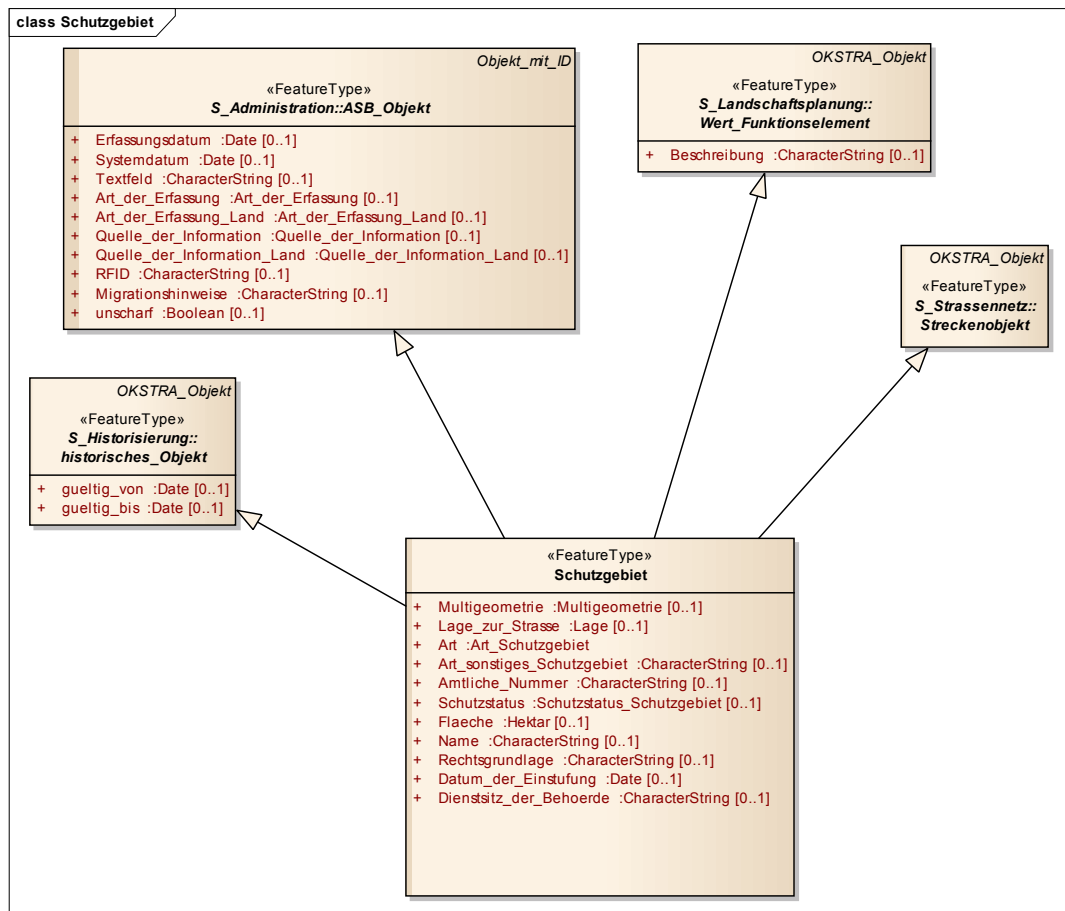 class Schutzgebiet
Objekt_mit_ID
«FeatureType»
S_Administration::ASB_Objekt
+ Erfassungsdatum :Date [0..1]
+ Systemdatum :Date [0..1]
+ Textfeld :CharacterString [0..1]
+ Art_der_Erfassung :Art_der_Erfassung [0..1]
+ Art_der_Erfassung_Land :Art_der_Erfassung_Land [0..1]
+ Quelle_der_Information :Quelle_der_Information [0..1]
+ Quelle_der_Information_Land :Quelle_der_Information_Land [0..1]
+ RFID :CharacterString [0..1]
+ Migrationshinweise :CharacterString [0..1]
+ unscharf :Boolean [0..1]
OKSTRA_Objekt
«FeatureType»
S_Landschaftsplanung::
Wert_Funktionselement
+ Beschreibung :CharacterString [0..1]
OKSTRA_Objekt
«FeatureType»
S_Strassennetz::
Streckenobjekt
OKSTRA_Objekt
«FeatureType»
S_Historisierung::
historisches_Objekt
+ gueltig_von :Date [0..1]
+ gueltig_bis :Date [0..1]
«FeatureType»
Schutzgebiet
+ Multigeometrie :Multigeometrie [0..1]
+ Lage_zur_Strasse :Lage [0..1]
+ Art :Art_Schutzgebiet
+ Art_sonstiges_Schutzgebiet :CharacterString [0..1]
+ Amtliche_Nummer :CharacterString [0..1]
+ Schutzstatus :Schutzstatus_Schutzgebiet [0..1]
+ Flaeche :Hektar [0..1]
+ Name :CharacterString [0..1]
+ Rechtsgrundlage :CharacterString [0..1]
+ Datum_der_Einstufung :Date [0..1]
+ Dienstsitz_der_Behoerde :CharacterString [0..1]